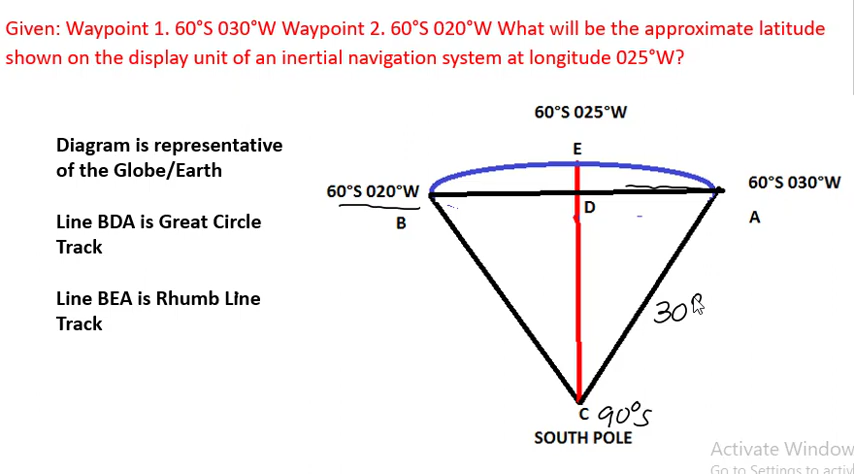 Given: Waypoint 1. 60°S 030°W Waypoint 2. 60°S 020°W What will be the approximate latitude
shown on the display unit of an inertial navigation system at longitude 025°W?
60°S 025°W
Diagram is representative
of the Globe/Earth
E
60°S 020°W
60°S 030°W
D
B
A
Line BDA is Great Circle
Track
Line BEA is Rhumb Line
Track
30°
C 90°S
SOUTH POLE
Activate Window
Go to Settings to activ